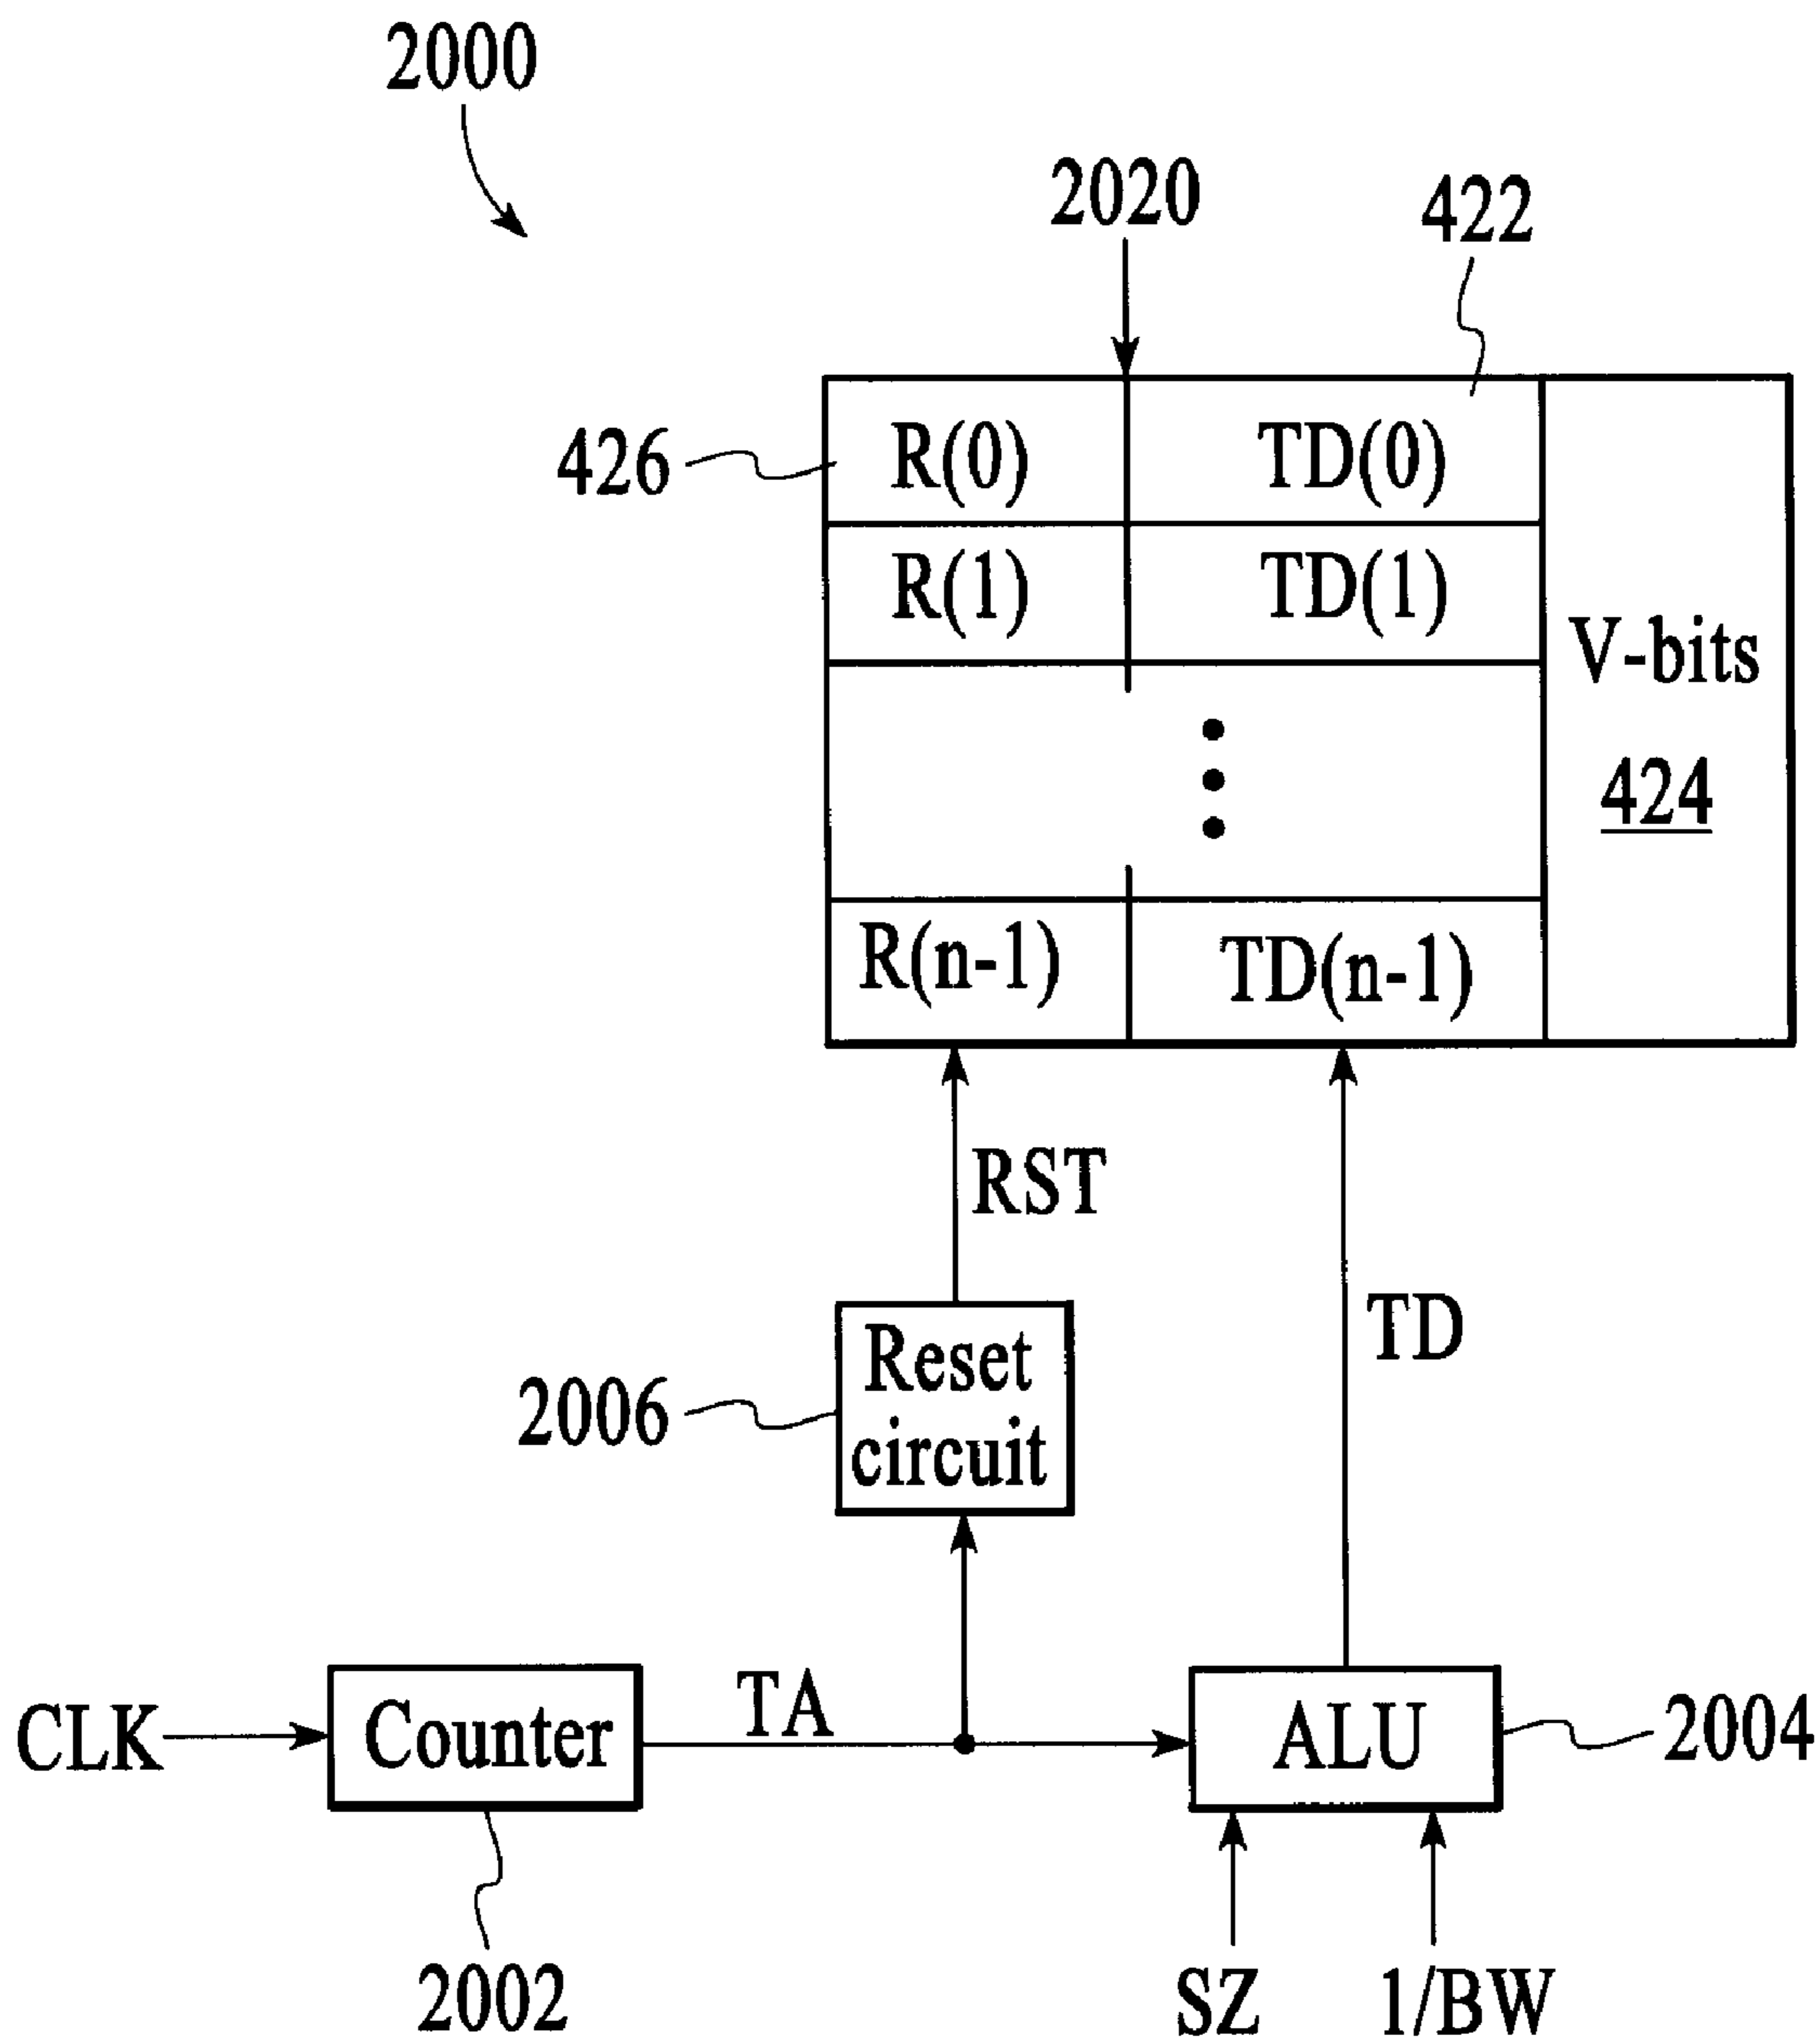 2000
2020
422
426
R(0) TD(0)
R(1) TD(1)
V-bits
424
R(n-1) TD(n-1)
RST
TD
Reset
circuit
2006
CLK
Counter
TA
ALU
2004
2002
SZ
1/BW